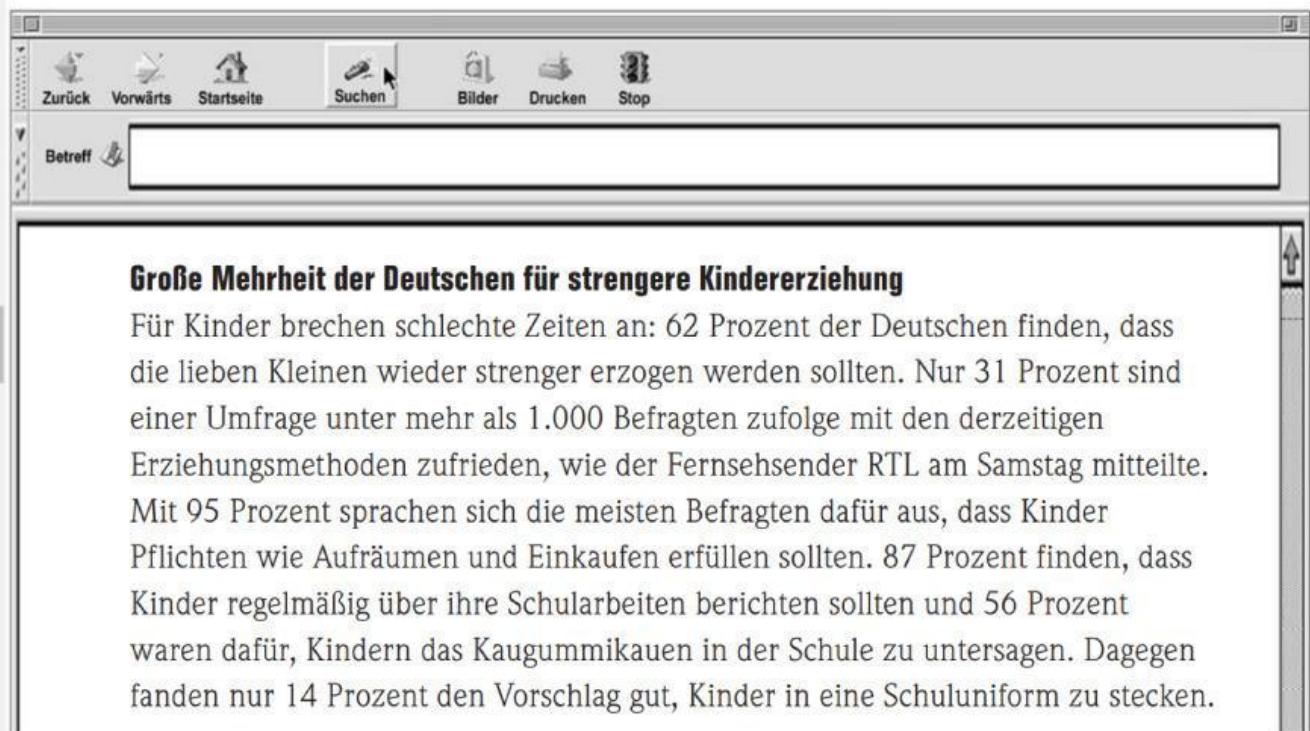 Zurück Vorwärts Startseite Suchen Bilder Drucken Stop
Betreff
Große Mehrheit der Deutschen für strengere Kindererziehung
Für Kinder brechen schlechte Zeiten an: 62 Prozent der Deutschen finden, dass
die lieben Kleinen wieder strenger erzogen werden sollten. Nur 31 Prozent sind
einer Umfrage unter mehr als 1.000 Befragten zufolge mit den derzeitigen
Erziehungsmethoden zufrieden, wie der Fernsehsender RTL am Samstag mitteilte.
Mit 95 Prozent sprachen sich die meisten Befragten dafür aus, dass Kinder
Pflichten wie Aufräumen und Einkaufen erfüllen sollten. 87 Prozent finden, dass
Kinder regelmäßig über ihre Schularbeiten berichten sollten und 56 Prozent
waren dafür, Kindern das Kaugummikauen in der Schule zu untersagen. Dagegen
fanden nur 14 Prozent den Vorschlag gut, Kinder in eine Schuluniform zu stecken.